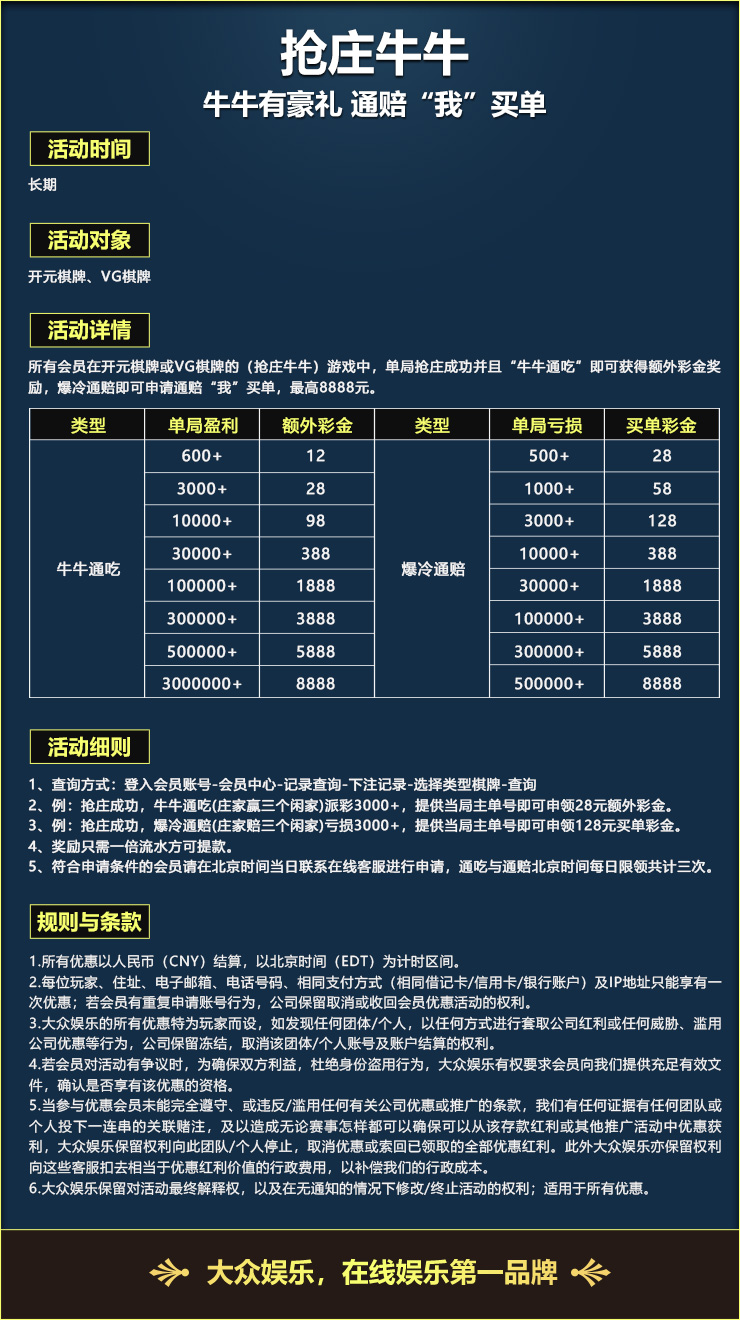 抢庄牛牛
牛牛有豪礼 通赔“我”买单
活动时间
长期
活动对象
开元棋牌、VG棋牌
活动详情
所有会员在开元棋牌或VG棋牌的（抢庄牛牛）游戏中，单局抢庄成功并且“牛牛通吃”即可获得额外彩金奖
励，爆冷通赔即可申请通赔“我”买单，最高8888元。
类型 单局盈利 额外彩金 类型 单局亏损 买单彩金
600+ 12 500+ 28
3000+ 28 1000+ 58
10000+ 98 3000+ 128
30000+ 388 10000+ 388
牛牛通吃 爆冷通赔
100000+ 1888 30000+ 1888
300000+ 3888 100000+ 3888
500000+ 5888 300000+ 5888
3000000+ 8888 500000+ 8888
活动细则
1、查询方式：登入会员账号-会员中心-记录查询-下注记录-选择类型棋牌-查询
2、例：抢庄成功，牛牛通吃(庄家赢三个闲家)派彩3000+，提供当局主单号即可申领28元额外彩金。
3、例：抢庄成功，爆冷通赔(庄家赔三个闲家)亏损3000+，提供当局主单号即可申领128元买单彩金。
4、奖励只需一倍流水方可提款。
5、符合申请条件的会员请在北京时间当日联系在线客服进行申请，通吃与通赔北京时间每日限领共计三次。
规则与条款
1.所有优惠以人民币（CNY）结算，以北京时间（EDT）为计时区间。
2.每位玩家、住址、电子邮箱、电话号码、相同支付方式（相同借记卡/信用卡/银行账户）及IP地址只能享有一
次优惠；若会员有重复申请账号行为，公司保留取消或收回会员优惠活动的权利。
3.大众娱乐的所有优惠特为玩家而设，如发现任何团体/个人，以任何方式进行套取公司红利或任何威胁、滥用
公司优惠等行为，公司保留冻结，取消该团体/个人账号及账户结算的权利。
4.若会员对活动有争议时，为确保双方利益，杜绝身份盗用行为，大众娱乐有权要求会员向我们提供充足有效文
件，确认是否享有该优惠的资格。
5.当参与优惠会员未能完全遵守、或违反/滥用任何有关公司优惠或推广的条款，我们有任何证据有任何团队或
个人投下一连串的关联赌注，及以造成无论赛事怎样都可以确保可以从该存款红利或其他推广活动中优惠获
利，大众娱乐保留权利向此团队/个人停止，取消优惠或索回已领取的全部优惠红利。此外大众娱乐亦保留权利
向这些客服扣去相当于优惠红利价值的行政费用，以补偿我们的行政成本。
6.大众娱乐保留对活动最终解释权，以及在无通知的情况下修改/终止活动的权利；适用于所有优惠。
大众娱乐，在线娱乐第一品牌